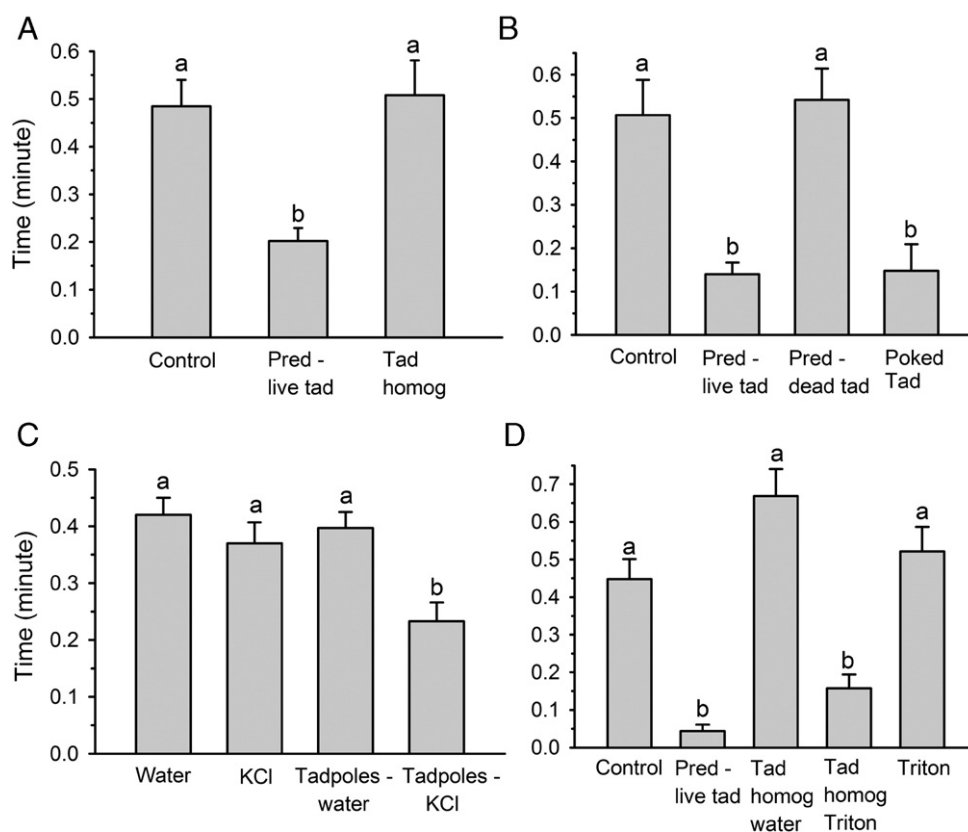 A
Time (minute)
0.6
0.5
0.4
0.3
0.2
0.1
0.0
a
b
a
Control
Pred -
live tad
Tad
homog
B
0.6
0.5
0.4
0.3
0.2
0.1
0.0
a
b
a
b
Control
Pred -
live tad
Pred -
dead tad
Poked
Tad
C
Time (minute)
0.5
0.4
0.3
0.2
0.1
0.0
a
a
a
b
Water
KCl
Tadpoles -
water
Tadpoles -
KCl
D
0.7
0.6
0.5
0.4
0.3
0.2
0.1
0.0
a
b
a
b
a
Control
Pred -
live tad
Tad
homog
water
Tad
homog
Triton
Triton